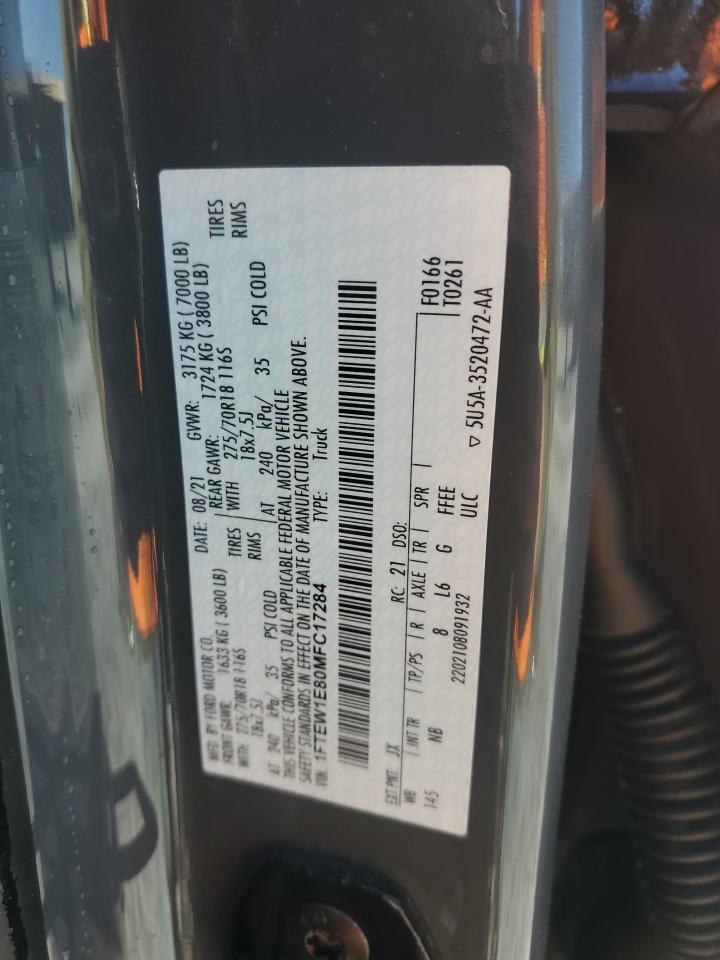 MFD. BY FORD MOTOR CO.
DATE: 08/21 GVWR: 3175 KG ( 7000 LB)
FRONT GAWR: 1633 KG ( 3600 LB) REAR GAWR: 1724 KG ( 3800 LB)
WITH 275/70R18 116S TIRES WITH 275/70R18 116S TIRES
18x7.5J RIMS 18x7.5J RIMS
AT 240 kPa/ 35 PSI COLD AT 240 kPa/ 35 PSI COLD
THIS VEHICLE CONFORMS TO ALL APPLICABLE FEDERAL MOTOR VEHICLE
SAFETY STANDARDS IN EFFECT ON THE DATE OF MANUFACTURE SHOWN ABOVE.
VIN: 1FTEW1E80MFC17284 TYPE: Truck
F0166
T0261
EXT PNT: JX RC: 21 DSO:
WB INT TR TP/PS R AXLE TR SPR
145 NB 8 L6 G FFEE
2202108091932 ULC
▽ 5U5A-3520472-AA